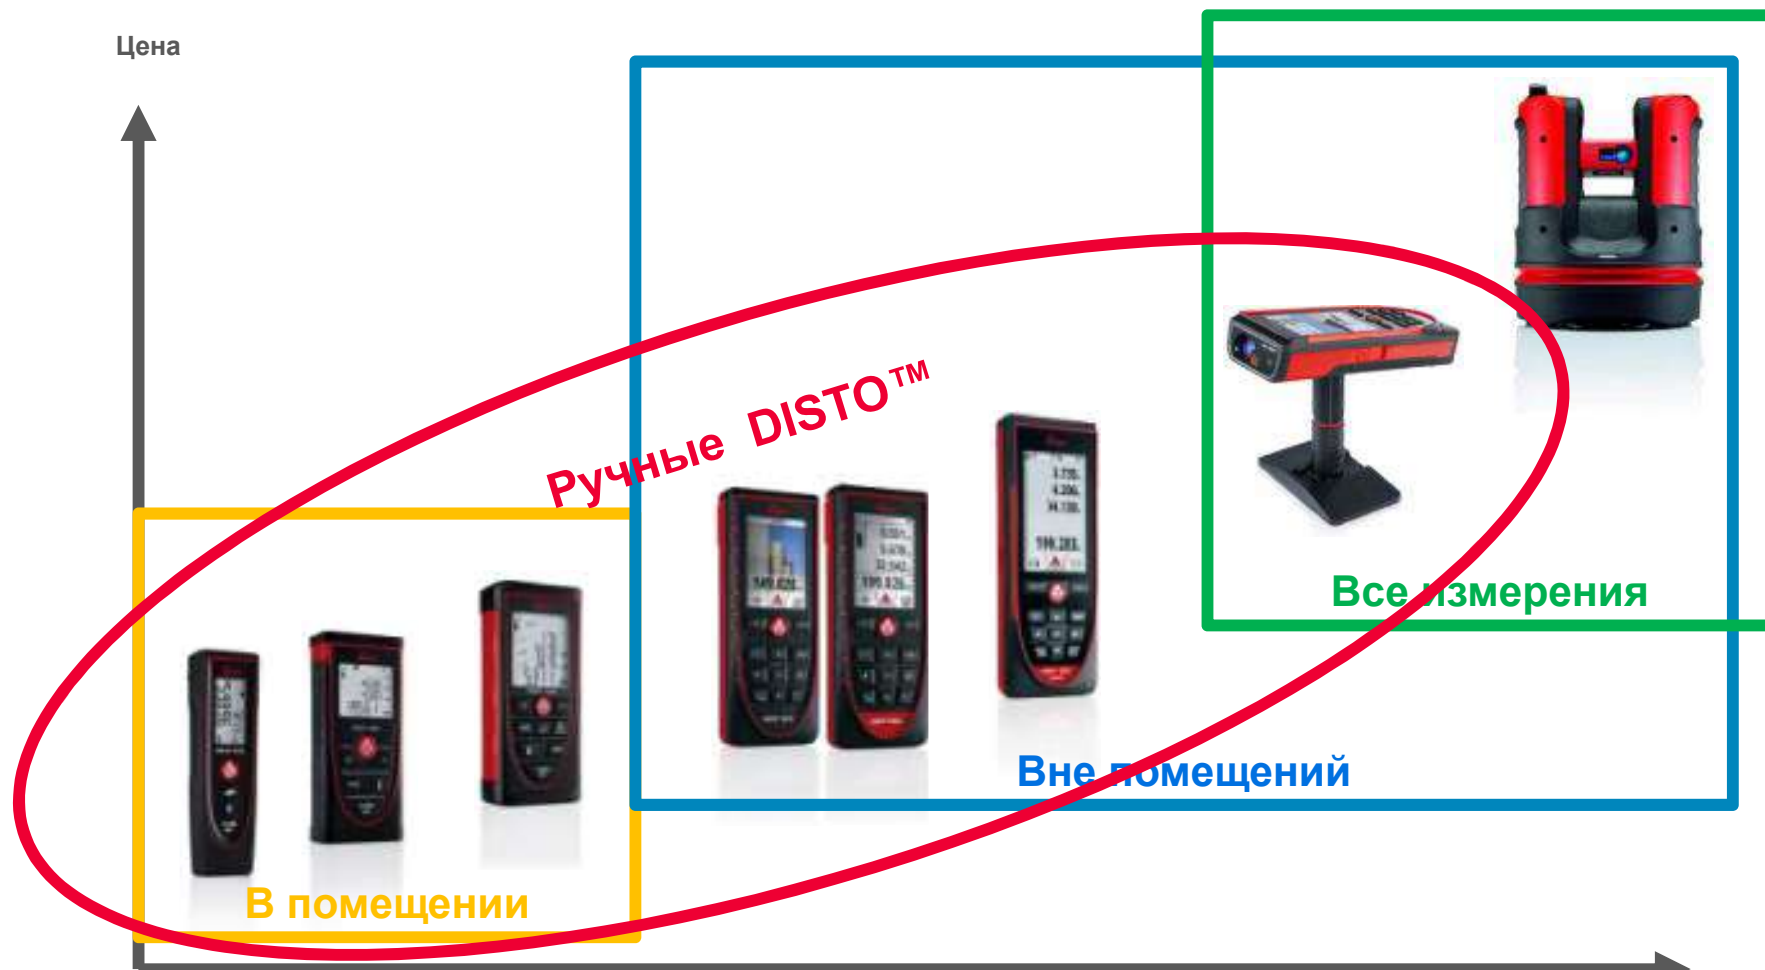 Цена
Ручные DISTO™
Все измерения
Вне помещений
В помещении